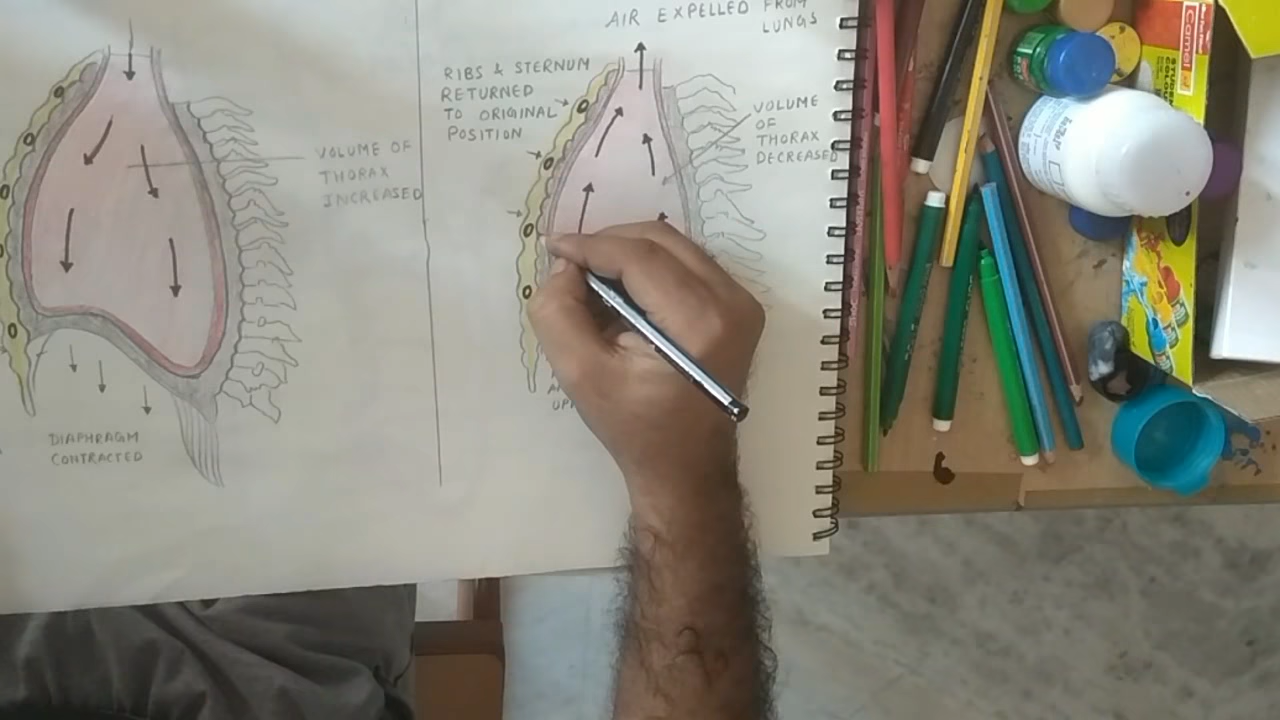 VOLUME OF
THORAX
INCREASED
DIAPHRAGM
CONTRACTED
AIR EXPELLED FROM
LUNGS
RIBS & STERNUM
RETURNED
TO ORIGINAL
POSITION
VOLUME
OF
THORAX
DECREASED
Camel